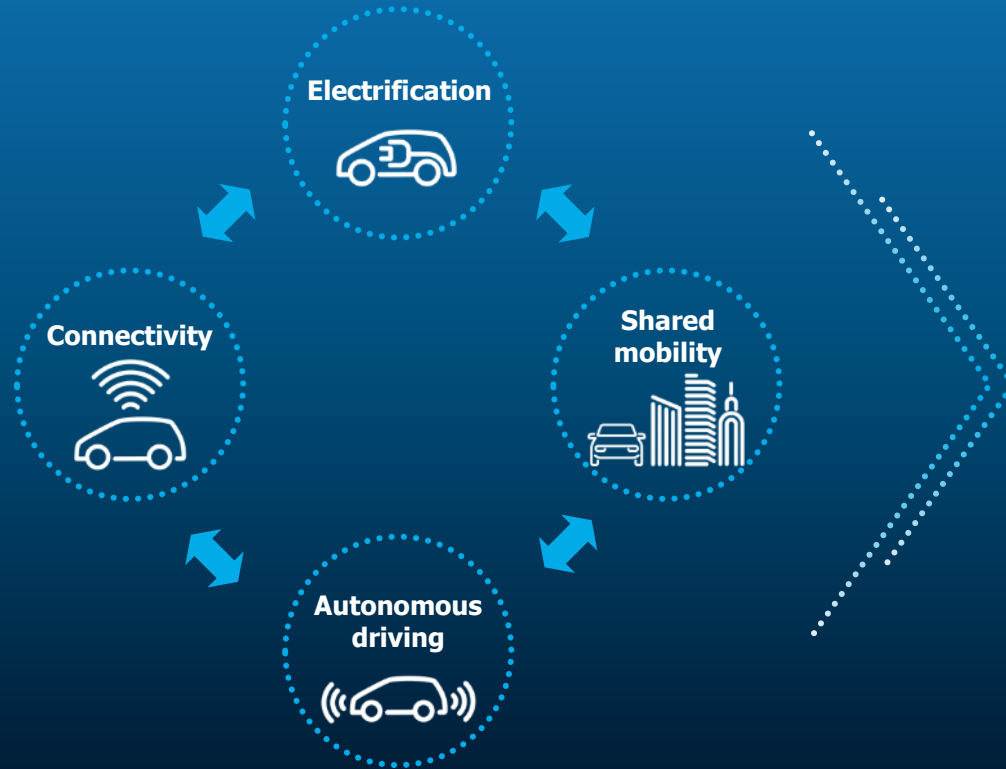 Electrification
Connectivity
Shared
mobility
Autonomous
driving